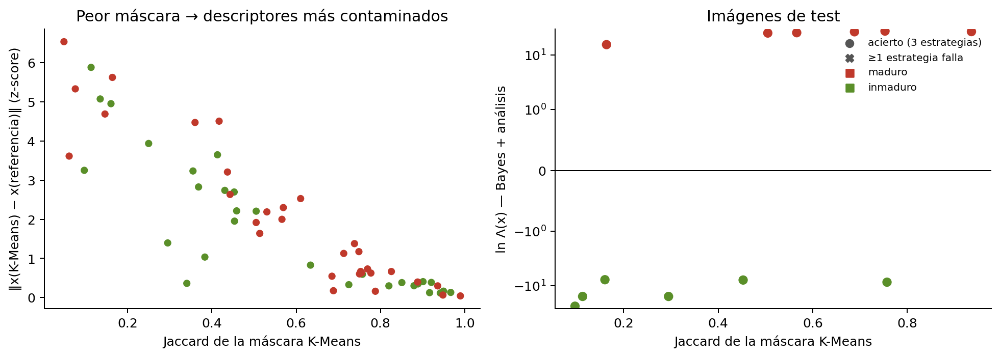 Peor máscara → descriptores más contaminados
‖x(K-Means) − x(referencia)‖ (z-score)
6
5
4
3
2
1
0
0.2 0.4 0.6 0.8 1.0
Jaccard de la máscara K-Means
Imágenes de test
ln Λ(x) — Bayes + análisis
10¹
10⁰
0
−10⁰
−10¹
acierto (3 estrategias)
≥1 estrategia falla
maduro
inmaduro
0.2 0.4 0.6 0.8
Jaccard de la máscara K-Means